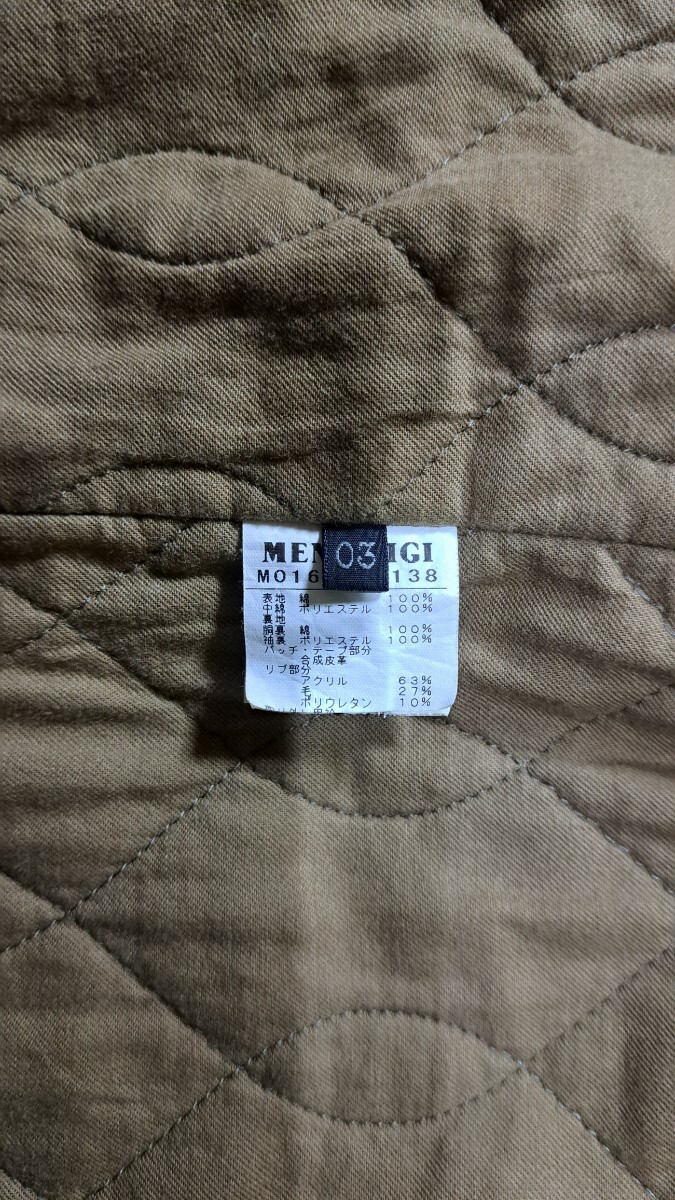 MEN IGI
03
MO16 138
表地 綿 100%
中綿 ポリエステル 100%
裏地
胴裏 綿 100%
袖裏 ポリエステル 100%
パッチ・テープ部分
合成皮革
リブ部分
アクリル 63%
毛 27%
ポリウレタン 10%